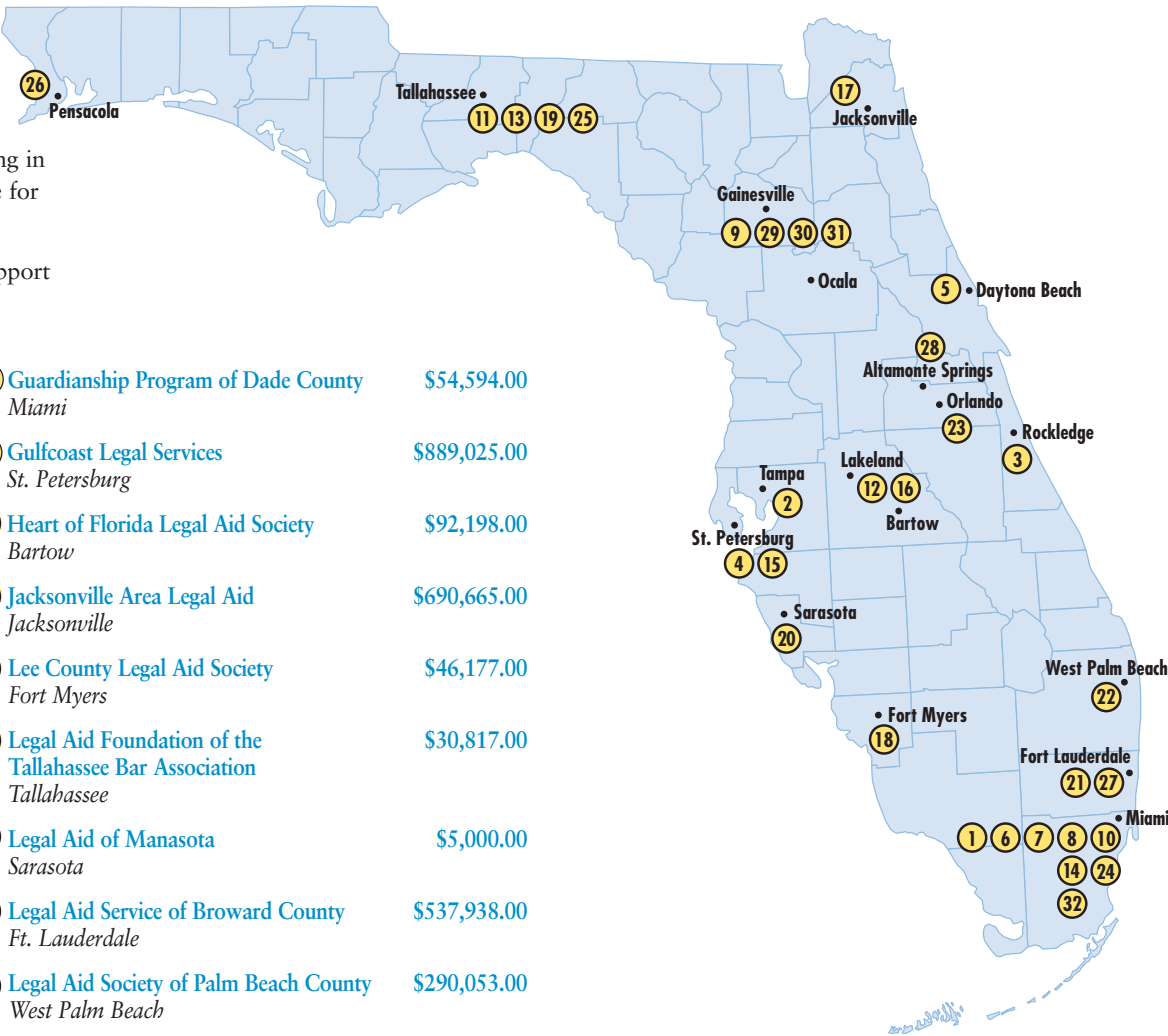 26
Pensacola
Tallahassee
11 13 19 25
17
Jacksonville
ng in
e for
pport
Gainesville
9 29 30 31
Ocala
5 Daytona Beach
28
Altamonte Springs
Orlando
23
Rockledge
3
Lakeland
12 16
Bartow
Tampa
2
St. Petersburg
4 15
Sarasota
20
West Palm Beach
22
Fort Myers
18
Fort Lauderdale
21 27
Miami
1 6 7 8 10
14 24
32
Guardianship Program of Dade County $54,594.00
Miami
Gulfcoast Legal Services $889,025.00
St. Petersburg
Heart of Florida Legal Aid Society $92,198.00
Bartow
Jacksonville Area Legal Aid $690,665.00
Jacksonville
Lee County Legal Aid Society $46,177.00
Fort Myers
Legal Aid Foundation of the $30,817.00
Tallahassee Bar Association
Tallahassee
Legal Aid of Manasota $5,000.00
Sarasota
Legal Aid Service of Broward County $537,938.00
Ft. Lauderdale
Legal Aid Society of Palm Beach County $290,053.00
West Palm Beach